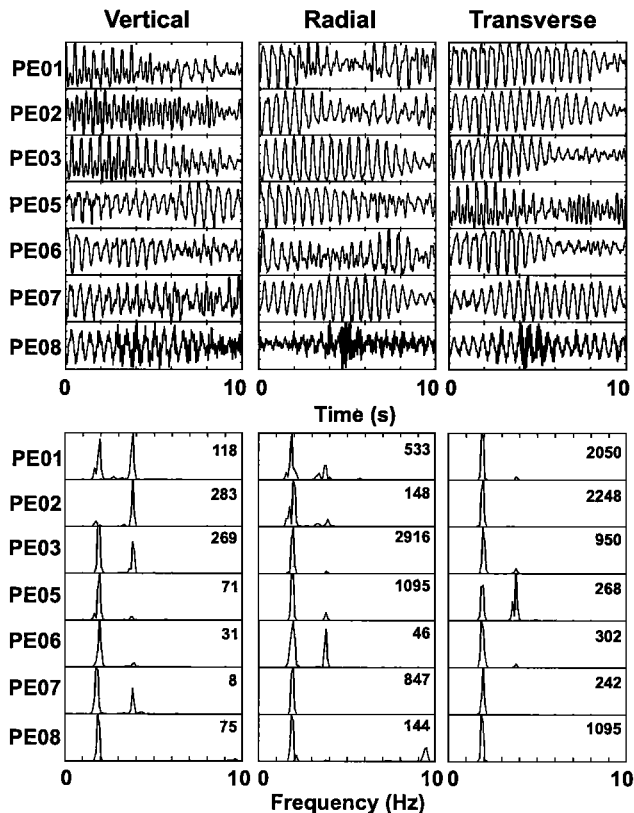 Vertical Radial Transverse
PE01
PE02
PE03
PE05
PE06
PE07
PE08
0 10 0 10 0 10
Time (s)
PE01 118 533 2050
PE02 283 148 2248
PE03 269 2916 950
PE05 71 1095 268
PE06 31 46 302
PE07 8 847 242
PE08 75 144 1095
0 10 0 10 0 10
Frequency (Hz)